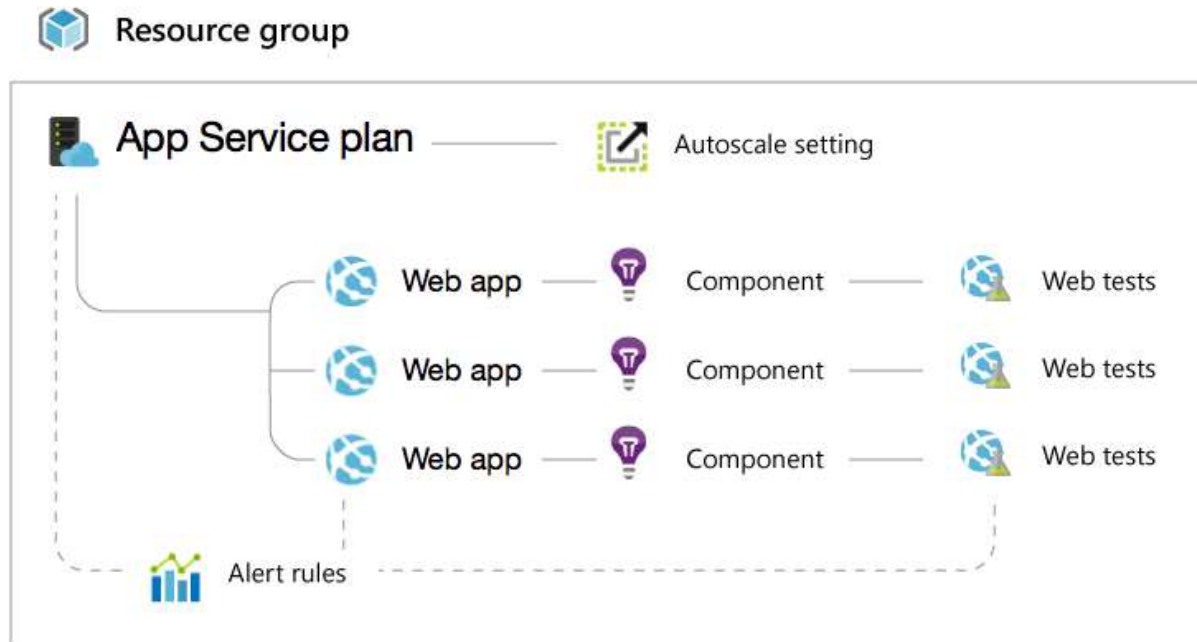 Resource group
App Service plan
Autoscale setting
Web app
Component
Web tests
Web app
Component
Web tests
Web app
Component
Web tests
Alert rules